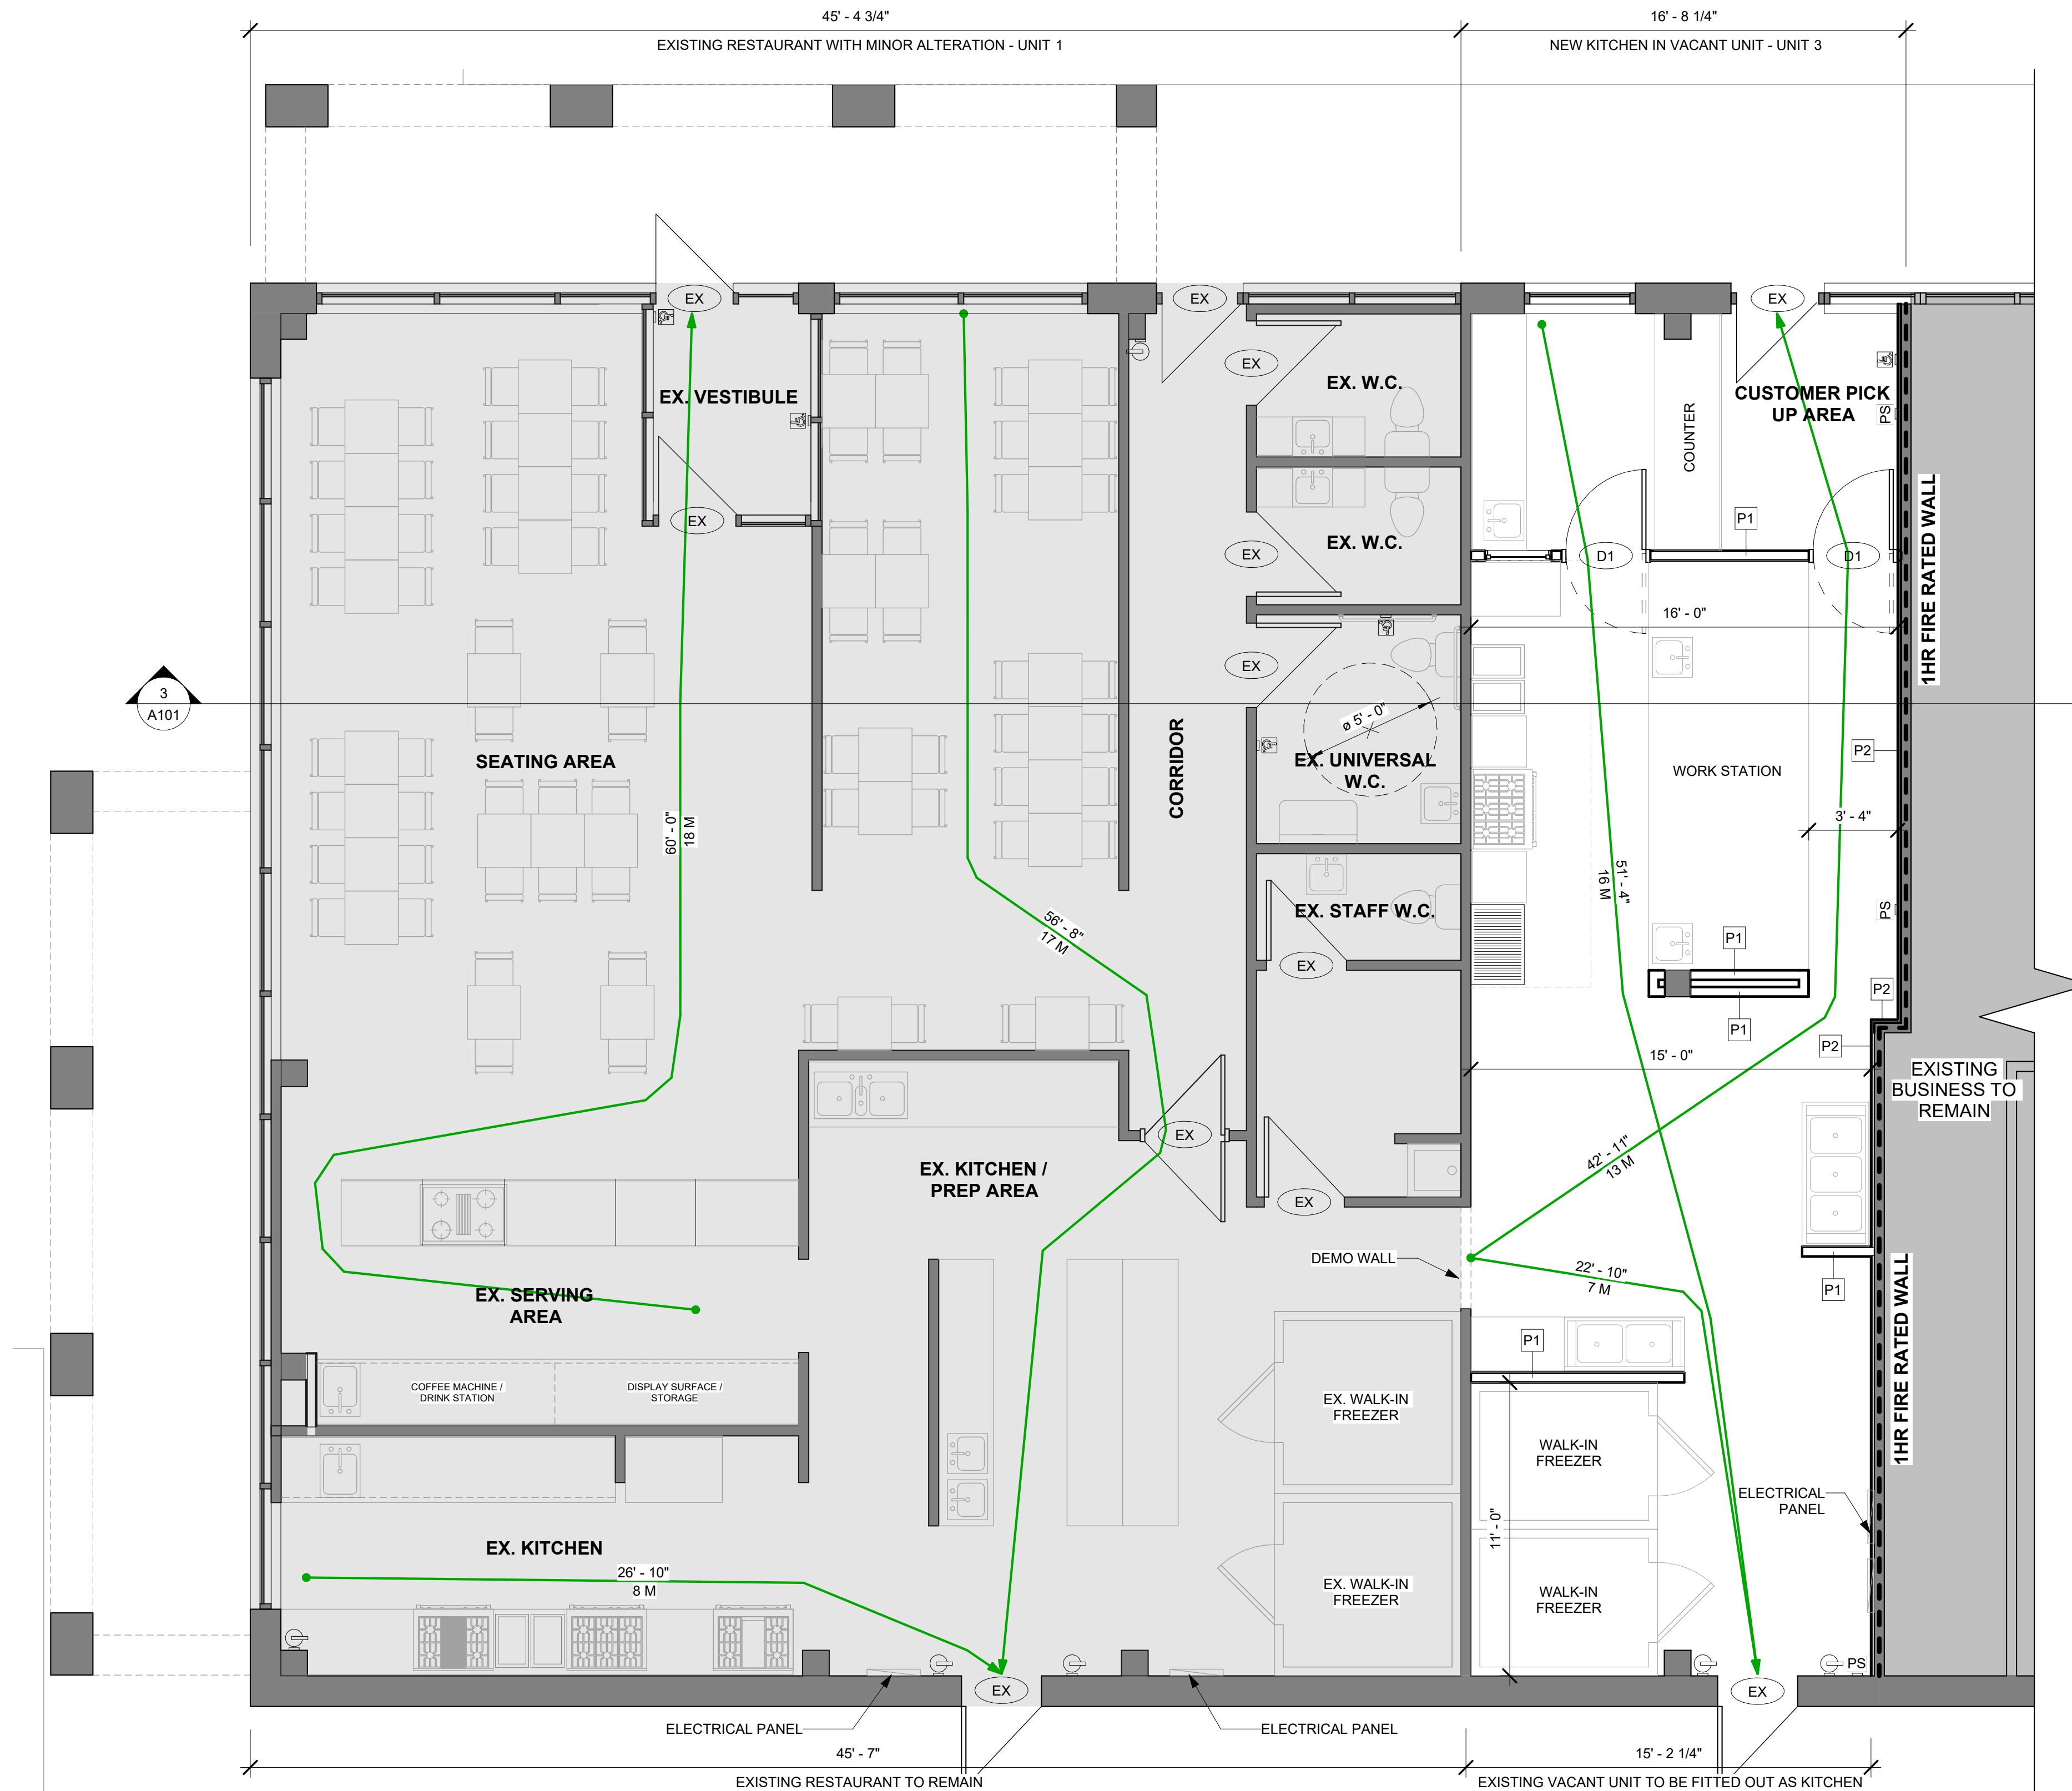 45' - 4 3/4"
16' - 8 1/4"
EXISTING RESTAURANT WITH MINOR ALTERATION - UNIT 1
NEW KITCHEN IN VACANT UNIT - UNIT 3
EX
EX
EX
EX
EX. W.C.
EX. VESTIBULE
CUSTOMER PICK
UP AREA
PS
COUNTER
EX
P1
EX. W.C.
EX
D1
D1
1HR FIRE RATED WALL
16' - 0"
EX
3
A101
ø 5' - 0"
CORRIDOR
P2
SEATING AREA
EX. UNIVERSAL
W.C.
WORK STATION
3' - 4"
60' - 0"
18 M
51' - 4"
16 M
EX. STAFF W.C.
PS
56' - 8"
17 M
P1
EX
P2
P1
P2
15' - 0"
EXISTING
BUSINESS TO
REMAIN
EX
42' - 11"
13 M
EX. KITCHEN /
PREP AREA
EX
DEMO WALL
22' - 10"
7 M
P1
EX. SERVING
AREA
P1
1HR FIRE RATED WALL
COFFEE MACHINE /
DRINK STATION
DISPLAY SURFACE /
STORAGE
EX. WALK-IN
FREEZER
WALK-IN
FREEZER
ELECTRICAL
PANEL
11' - 0"
EX. KITCHEN
26' - 10"
8 M
EX. WALK-IN
FREEZER
WALK-IN
FREEZER
PS
EX
EX
ELECTRICAL PANEL
ELECTRICAL PANEL
45' - 7"
15' - 2 1/4"
EXISTING RESTAURANT TO REMAIN
EXISTING VACANT UNIT TO BE FITTED OUT AS KITCHEN